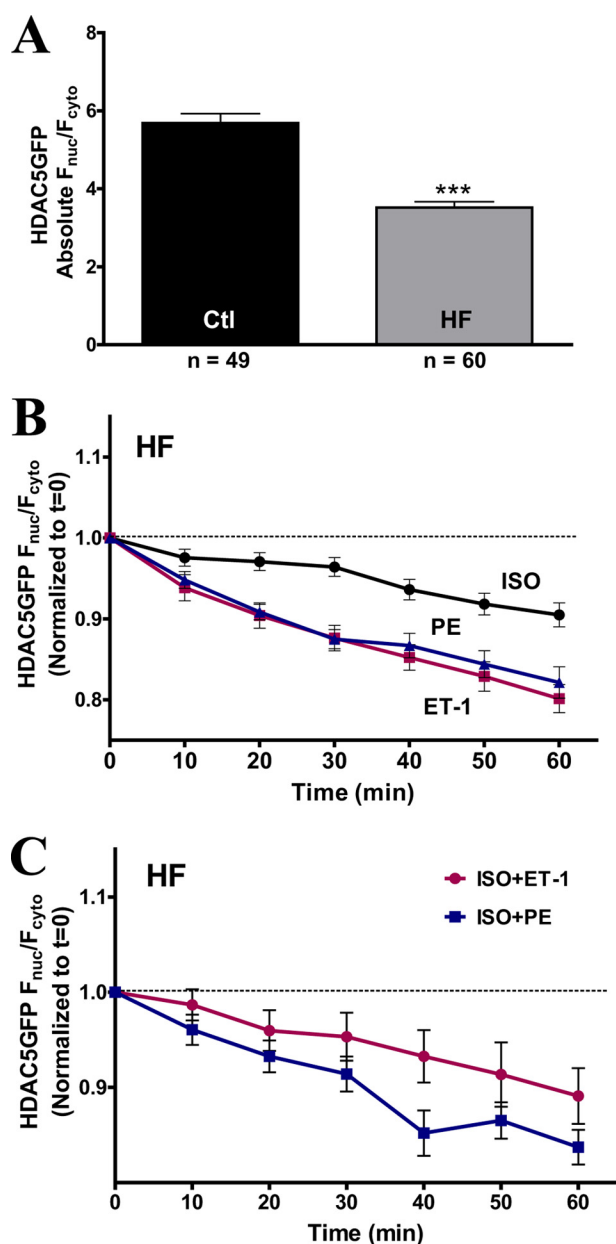 A
HDAC5GFP
Absolute Fnuc/Fcyto
8
6
4
2
0
***
Ctl
HF
n = 49
n = 60
B
HF
HDAC5GFP Fnuc/Fcyto
(Normalized to t=0)
1.1
1.0
0.9
0.8
ISO
PE
ET-1
0 10 20 30 40 50 60
Time (min)
C
HF
ISO+ET-1
ISO+PE
HDAC5GFP Fnuc/Fcyto
(Normalized to t=0)
1.1
1.0
0.9
0 10 20 30 40 50 60
Time (min)